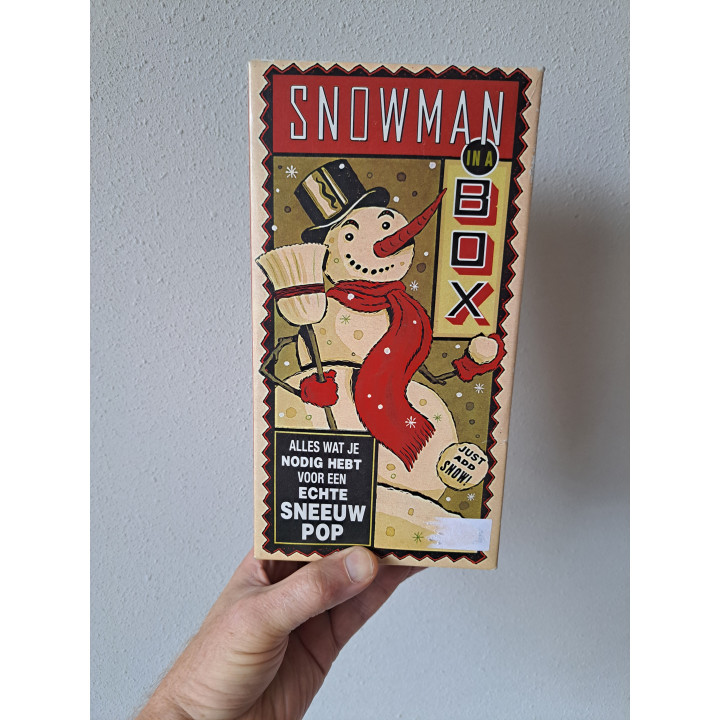 SNOWMAN
IN A
BOX
JUST
ADD
SNOW!
ALLES WAT JE
NODIG HEBT
VOOR EEN
ECHTE
SNEEUW
POP